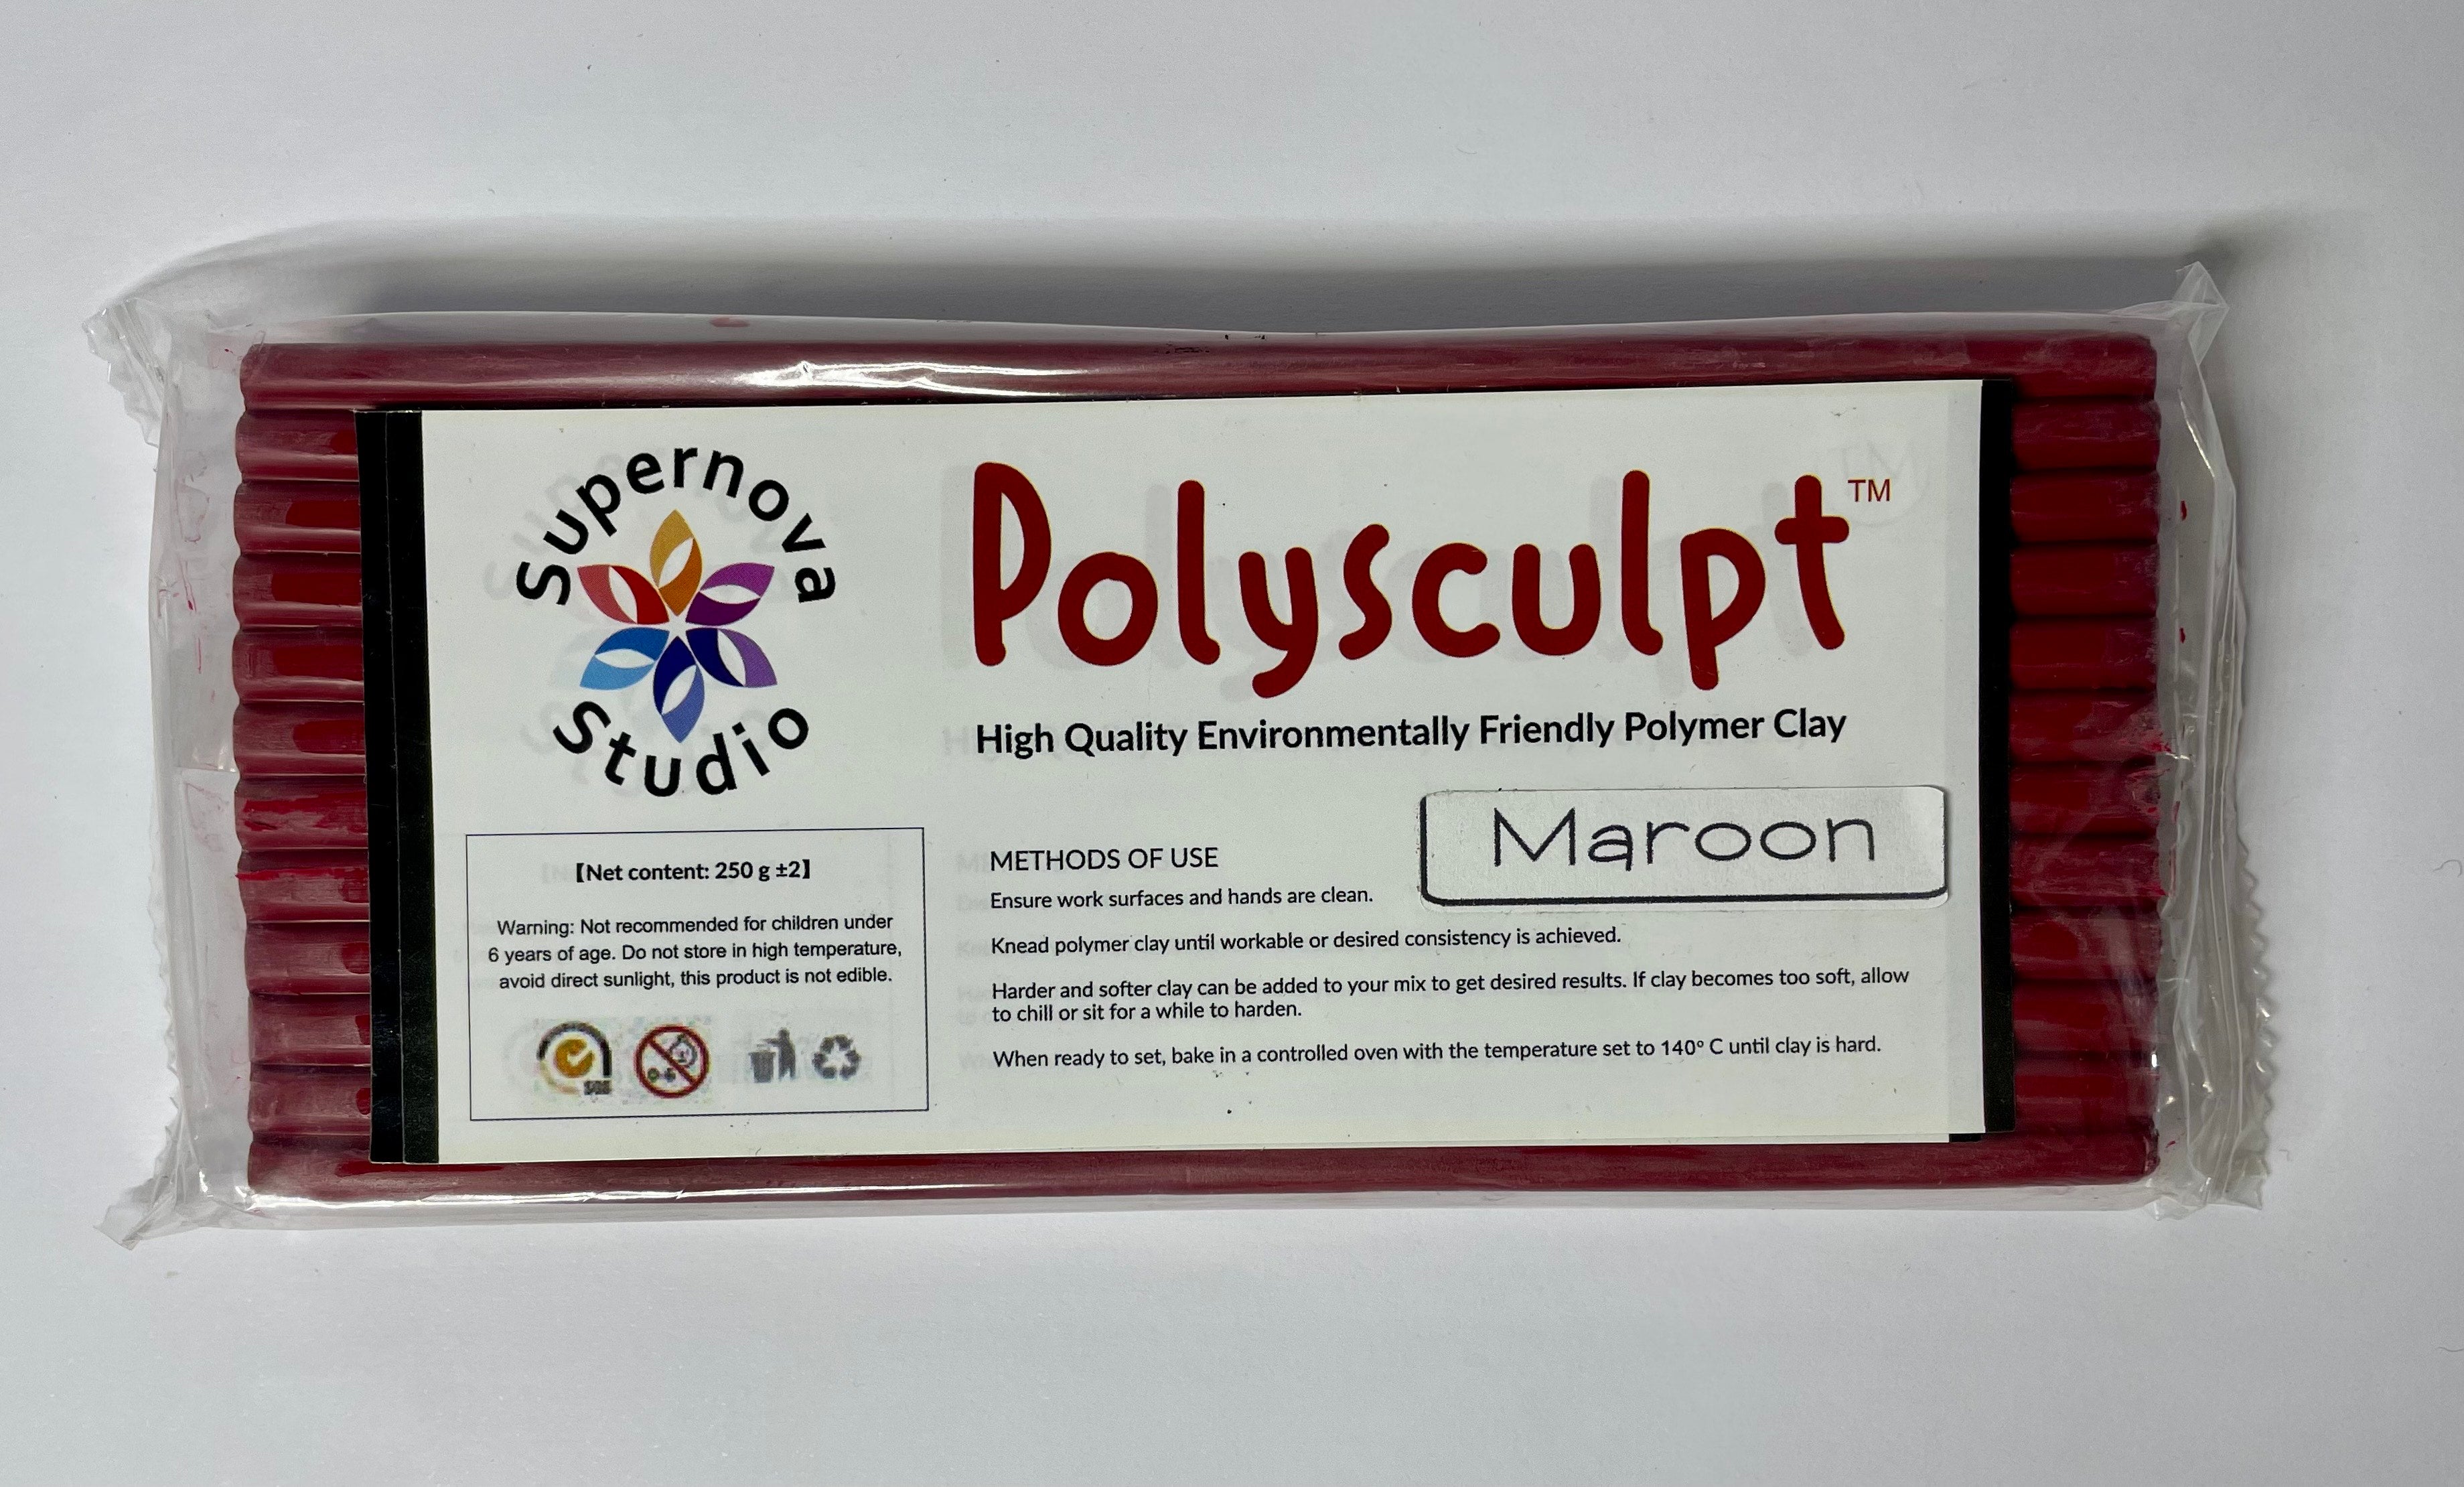 Supernova
Studio
Polysculpt™
High Quality Environmentally Friendly Polymer Clay
Maroon
【Net content: 250 g ±2】
Warning: Not recommended for children under
6 years of age. Do not store in high temperature,
avoid direct sunlight, this product is not edible.
METHODS OF USE
Ensure work surfaces and hands are clean.
Knead polymer clay until workable or desired consistency is achieved.
Harder and softer clay can be added to your mix to get desired results. If clay becomes too soft, allow
to chill or sit for a while to harden.
When ready to set, bake in a controlled oven with the temperature set to 140° C until clay is hard.